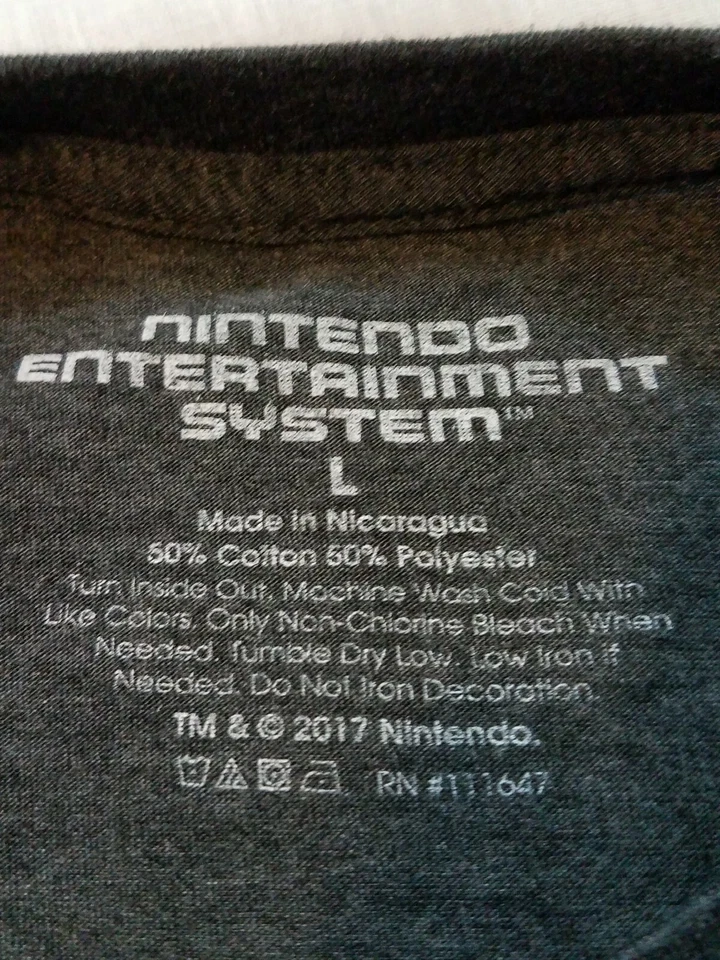 NINTENDO
ENTERTAINMENT
SYSTEM™
L
Made in Nicaragua
50% Cotton 50% Polyester
Turn Inside Out, Machine Wash Cold With
Like Colors, Only Non-Chlorine Bleach When
Needed. Tumble Dry Low. Low Iron if
Needed. Do Not Iron Decoration.
TM & © 2017 Nintendo.
RN #111647